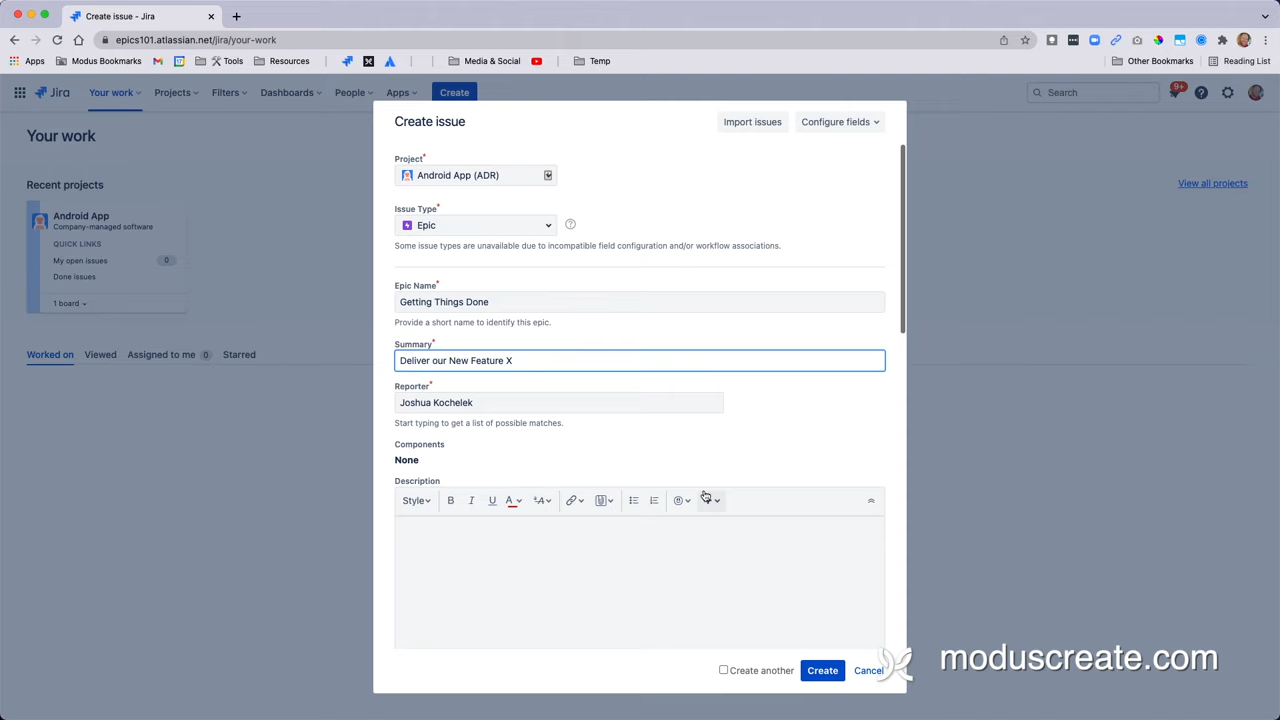 Create issue - Jira
epics101.atlassian.net/jira/your-work
Apps Modus Bookmarks Tools Resources Media & Social Temp Other Bookmarks Reading List
Jira Your work Projects Filters Dashboards People Apps Create Search 9+
Your work
Recent projects
View all projects
Android App
Company-managed software
QUICK LINKS
My open issues 0
Done issues
1 board
Worked on Viewed Assigned to me 0 Starred
Create issue
Import issues Configure fields
Project*
Android App (ADR)
Issue Type*
Epic
Some issue types are unavailable due to incompatible field configuration and/or workflow associations.
Epic Name*
Getting Things Done
Provide a short name to identify this epic.
Summary*
Deliver our New Feature X
Reporter*
Joshua Kochelek
Start typing to get a list of possible matches.
Components
None
Description
Style B I U A
Create another Create Cancel
moduscreate.com